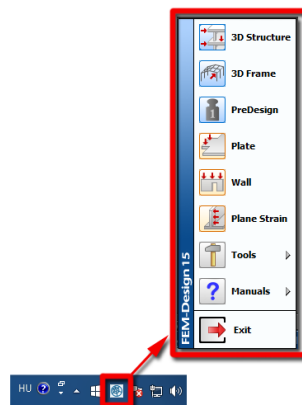 3D Structure
3D Frame
PreDesign
Plate
Wall
Plane Strain
Tools
Manuals
Exit
FEM-Design 15
HU